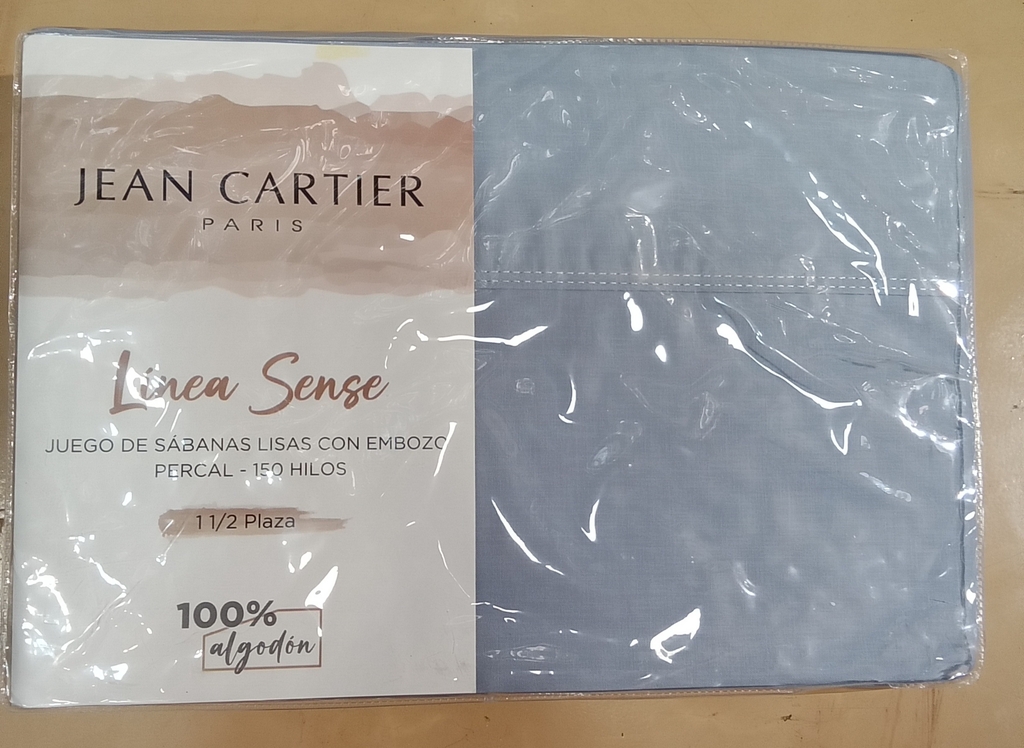 JEAN CARTIER
PARIS
Línea Sense
JUEGO DE SÁBANAS LISAS CON EMBOZO
PERCAL - 150 HILOS
1 1/2 Plaza
100%
algodón